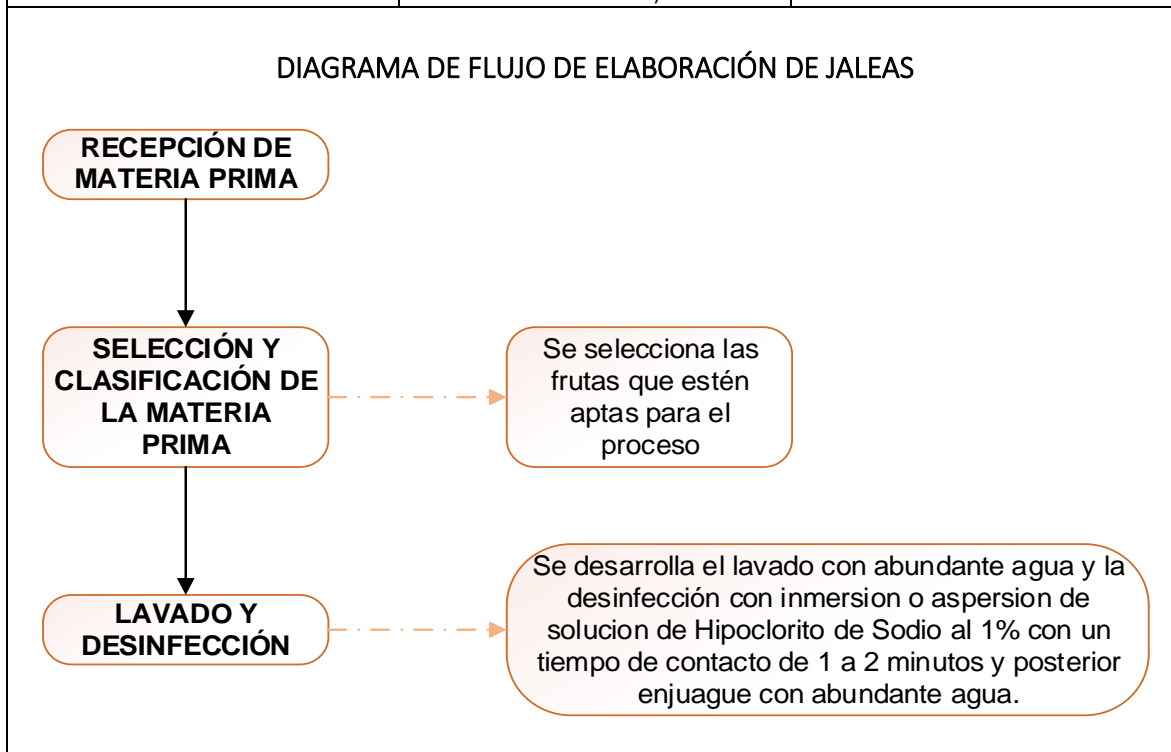 DIAGRAMA DE FLUJO DE ELABORACIÓN DE JALEAS
RECEPCIÓN DE
MATERIA PRIMA
SELECCIÓN Y
CLASIFICACIÓN DE
LA MATERIA
PRIMA
Se selecciona las
frutas que estén
aptas para el
proceso
LAVADO Y
DESINFECCIÓN
Se desarrolla el lavado con abundante agua y la
desinfección con inmersion o aspersion de
solucion de Hipoclorito de Sodio al 1% con un
tiempo de contacto de 1 a 2 minutos y posterior
enjuague con abundante agua.